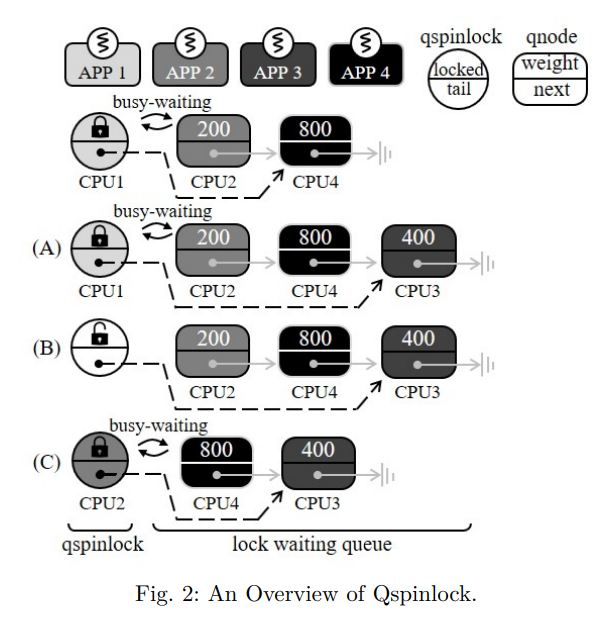 qspinlock qnode
APP 1 APP 2 APP 3 APP 4 locked weight
tail next
busy-waiting
200 800
CPU1 CPU2 CPU4
busy-waiting
200 800 400
(A)
CPU1 CPU2 CPU4 CPU3
200 800 400
(B)
CPU2 CPU4 CPU3
busy-waiting
800 400
(C)
CPU2 CPU4 CPU3
qspinlock lock waiting queue
Fig. 2: An Overview of Qspinlock.